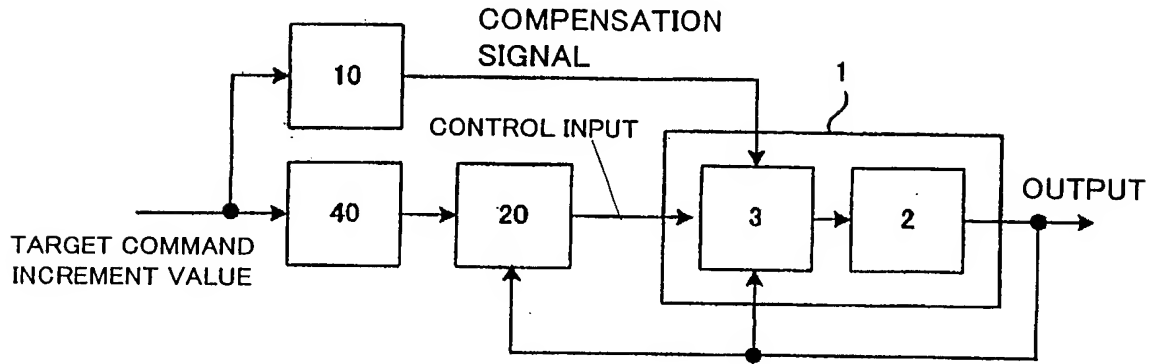 COMPENSATION
SIGNAL
1
10
CONTROL INPUT
OUTPUT
40
20
3
2
TARGET COMMAND
INCREMENT VALUE